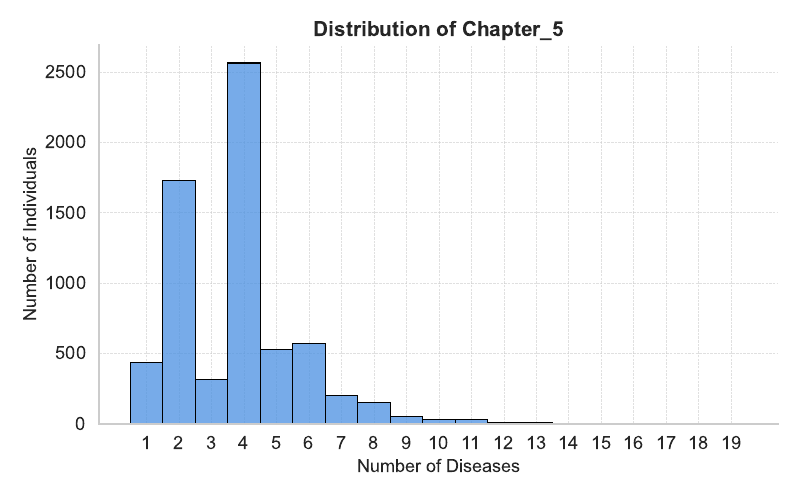 Distribution of Chapter_5
Number of Individuals
2500
2000
1500
1000
500
0
1 2 3 4 5 6 7 8 9 10 11 12 13 14 15 16 17 18 19
Number of Diseases